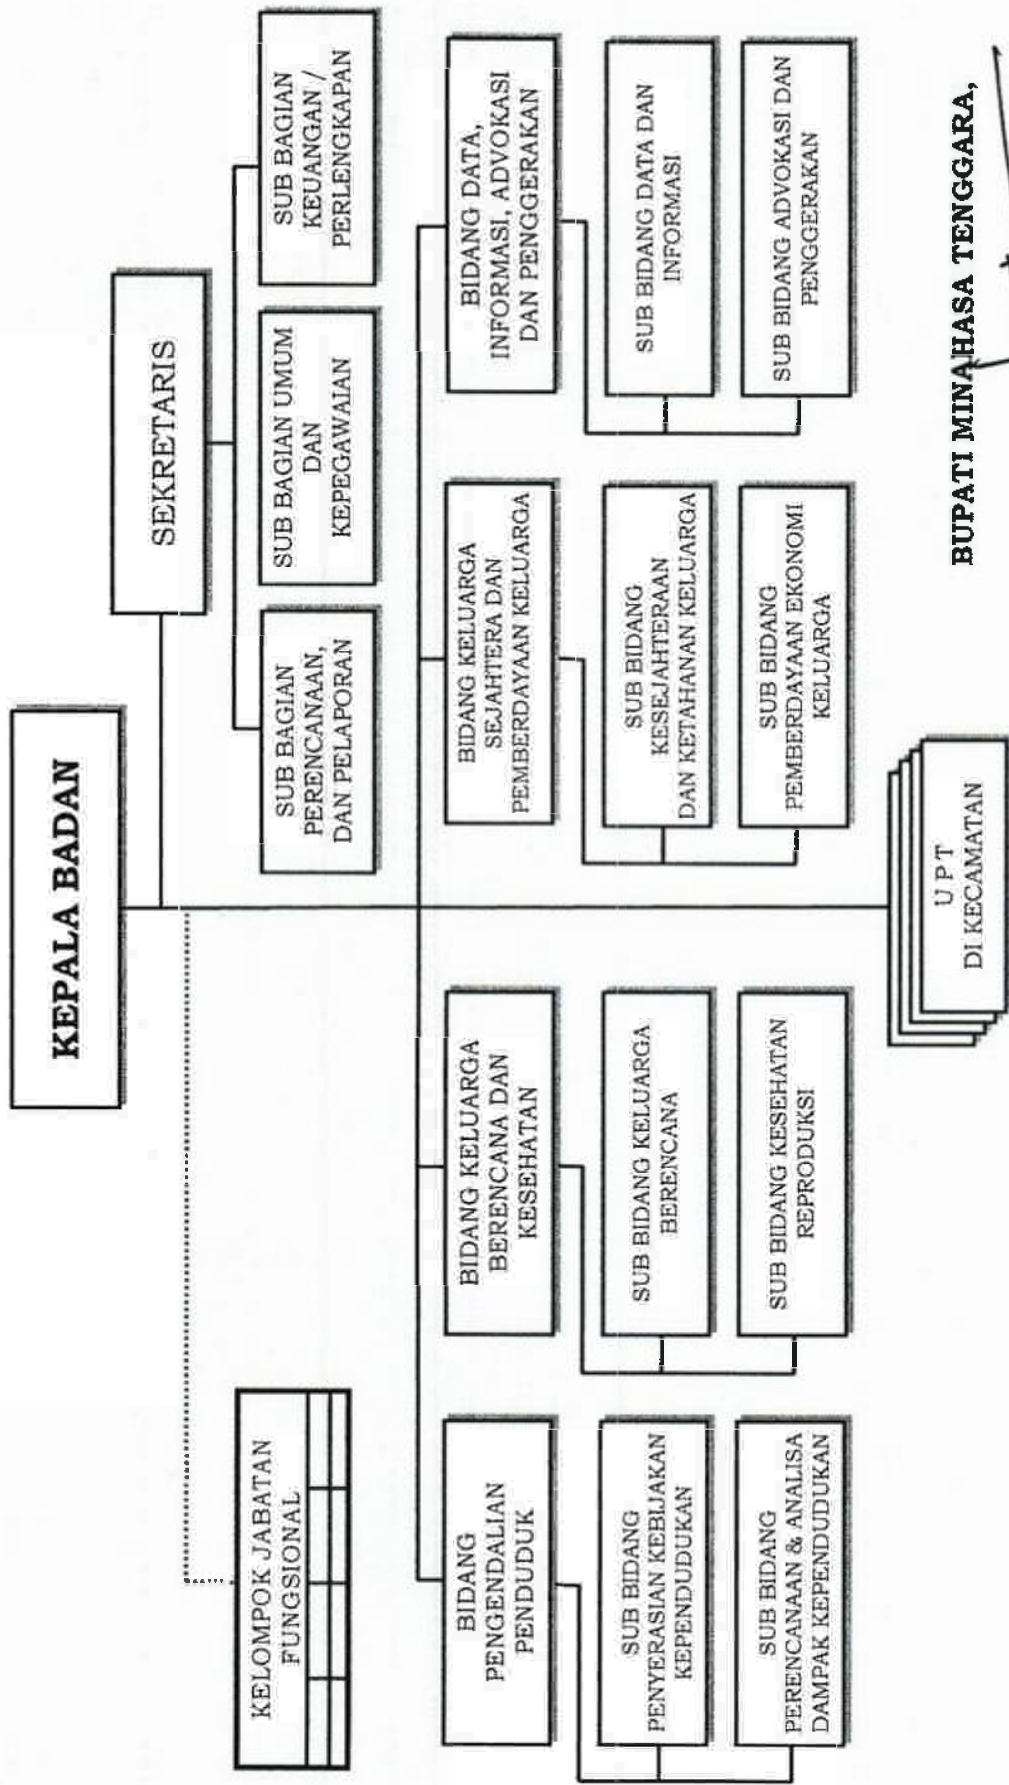 KEPALA BADAN
SEKRETARIS
KELOMPOK JABATAN
FUNGSIONAL
SUB BAGIAN
PERENCANAAN,
DAN PELAPORAN
SUB BAGIAN UMUM
DAN
KEPEGAWAIAN
SUB BAGIAN
KEUANGAN /
PERLENGKAPAN
BIDANG
PENGENDALIAN
PENDUDUK
BIDANG KELUARGA
BERENCANA DAN
KESEHATAN
BIDANG KELUARGA
SEJAHTERA DAN
PEMBERDAYAAN KELUARGA
BIDANG DATA,
INFORMASI, ADVOKASI
DAN PENGGERAKAN
SUB BIDANG
PENYERASIAN KEBIJAKAN
KEPENDUDUKAN
SUB BIDANG KELUARGA
BERENCANA
SUB BIDANG
KESEJAHTERAAN
DAN KETAHANAN KELUARGA
SUB BIDANG DATA DAN
INFORMASI
SUB BIDANG
PERENCANAAN & ANALISA
DAMPAK KEPENDUDUKAN
SUB BIDANG KESEHATAN
REPRODUKSI
SUB BIDANG
PEMBERDAYAAN EKONOMI
KELUARGA
SUB BIDANG ADVOKASI DAN
PENGGERAKAN
UPT
DI KECAMATAN
BUPATI MINAHASA TENGGARA,